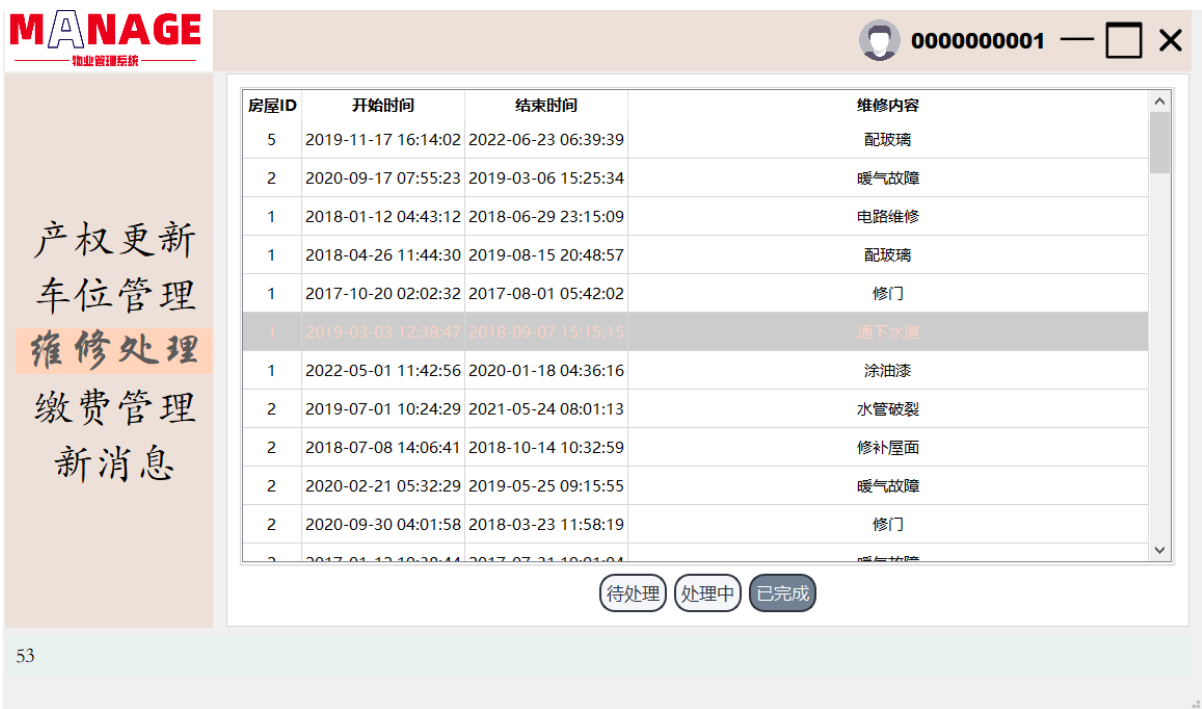 MANAGE
物业管理系统
0000000001
产权更新
车位管理
维修处理
缴费管理
新消息
房屋ID 开始时间 结束时间 维修内容
5 2019-11-17 16:14:02 2022-06-23 06:39:39 配玻璃
2 2020-09-17 07:55:23 2019-03-06 15:25:34 暖气故障
1 2018-01-12 04:43:12 2018-06-29 23:15:09 电路维修
1 2018-04-26 11:44:30 2019-08-15 20:48:57 配玻璃
1 2017-10-20 02:02:32 2017-08-01 05:42:02 修门
1 2019-03-03 12:38:47 2018-09-07 15:15:15 通下水道
1 2022-05-01 11:42:56 2020-01-18 04:36:16 涂油漆
2 2019-07-01 10:24:29 2021-05-24 08:01:13 水管破裂
2 2018-07-08 14:06:41 2018-10-14 10:32:59 修补屋面
2 2020-02-21 05:32:29 2019-05-25 09:15:55 暖气故障
2 2020-09-30 04:01:58 2018-03-23 11:58:19 修门
待处理 处理中 已完成
53